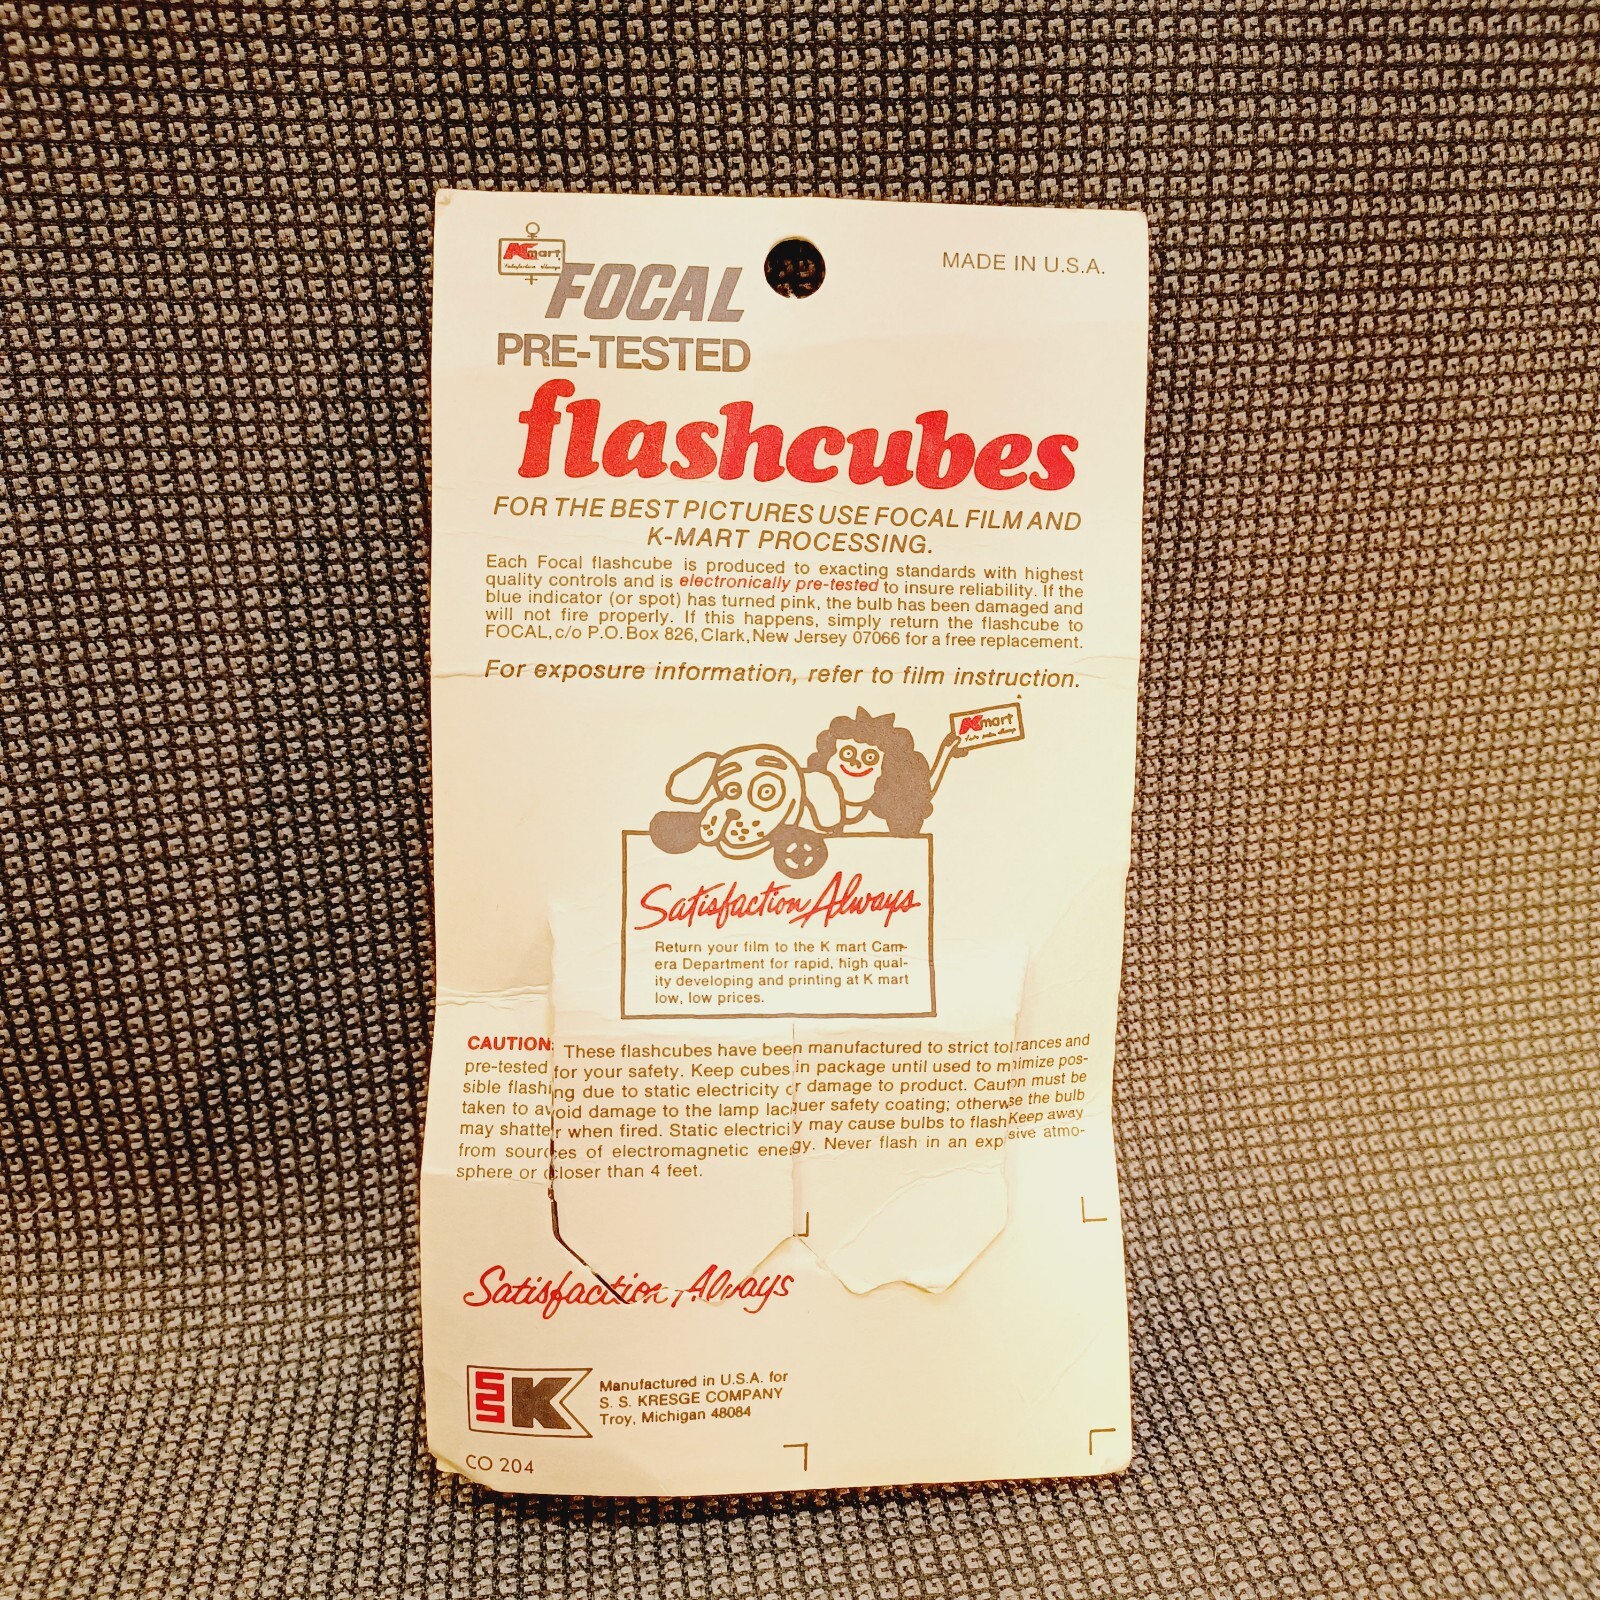 Kmart
Satisfaction Always
FOCAL
MADE IN U.S.A.
PRE-TESTED
flashcubes
FOR THE BEST PICTURES USE FOCAL FILM AND
K-MART PROCESSING.
Each Focal flashcube is produced to exacting standards with highest
quality controls and is electronically pre-tested to insure reliability. If the
blue indicator (or spot) has turned pink, the bulb has been damaged and
will not fire properly. If this happens, simply return the flashcube to
FOCAL, c/o P.O. Box 826, Clark, New Jersey 07066 for a free replacement.
For exposure information, refer to film instruction.
Kmart
Satisfaction Always
Return your film to the K mart Cam-
era Department for rapid, high qual-
ity developing and printing at K mart
low, low prices.
CAUTION: These flashcubes have been manufactured to strict tolrances and
pre-tested for your safety. Keep cubes in package until used to minimize pos-
sible flashing due to static electricity or damage to product. Caution must be
taken to avoid damage to the lamp lacquer safety coating; otherwise the bulb
may shatter when fired. Static electricity may cause bulbs to flash Keep away
from sources of electromagnetic energy. Never flash in an expsive atmo-
sphere or closer than 4 feet.
Satisfaction Always
SSK
Manufactured in U.S.A. for
S. S. KRESGE COMPANY
Troy, Michigan 48084
CO 204